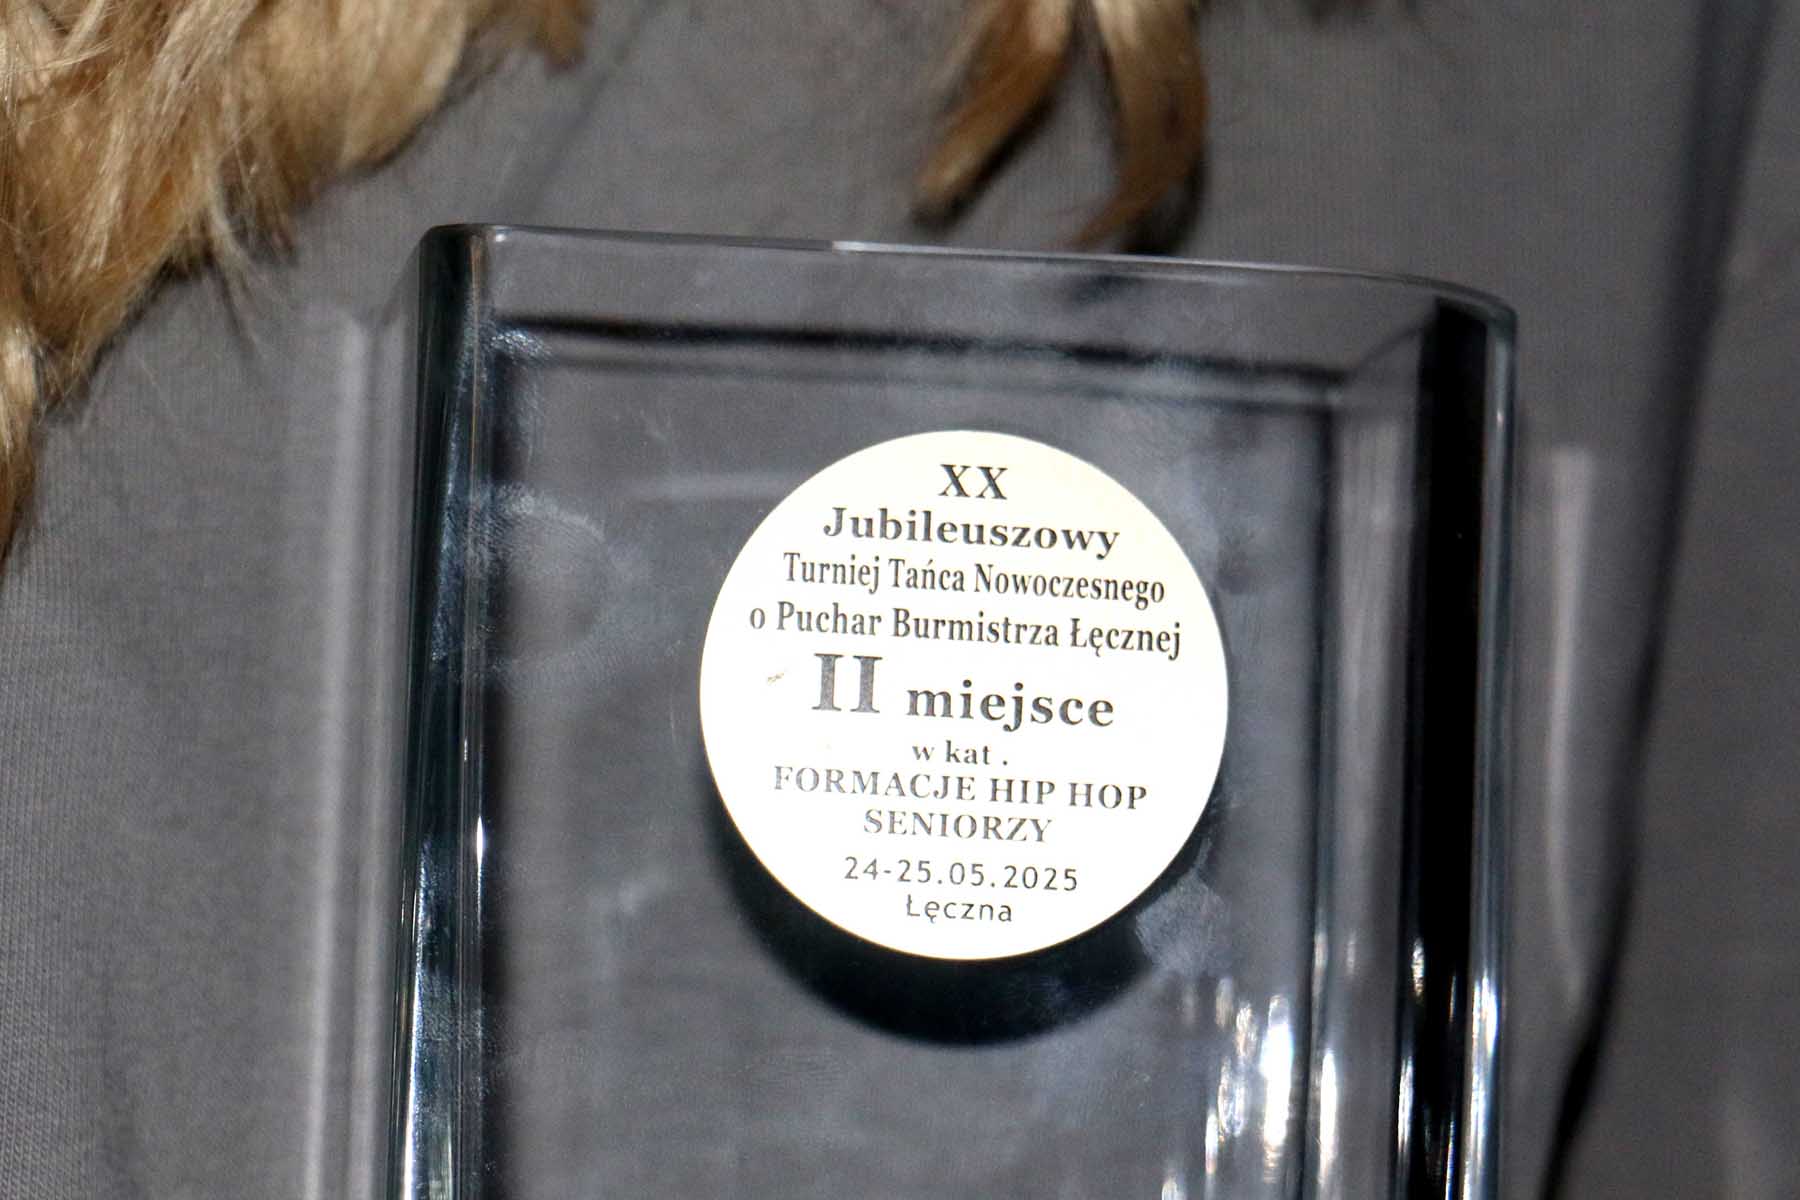 XX
Jubileuszowy
Turniej Tańca Nowoczesnego
o Puchar Burmistrza Łęcznej
II miejsce
w kat .
FORMACJE HIP HOP
SENIORZY
24-25.05.2025
Łęczna